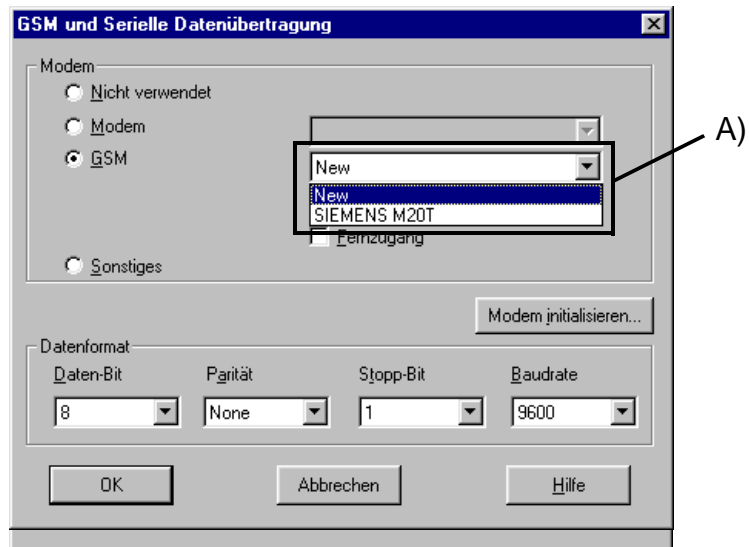 GSM und Serielle Datenübertragung
Modem
Nicht verwendet
Modem
GSM
New
New
SIEMENS M20T
Fernzugang
Sonstiges
Modem initialisieren...
Datenformat
Daten-Bit Parität Stopp-Bit Baudrate
8 None 1 9600
OK Abbrechen Hilfe
A)